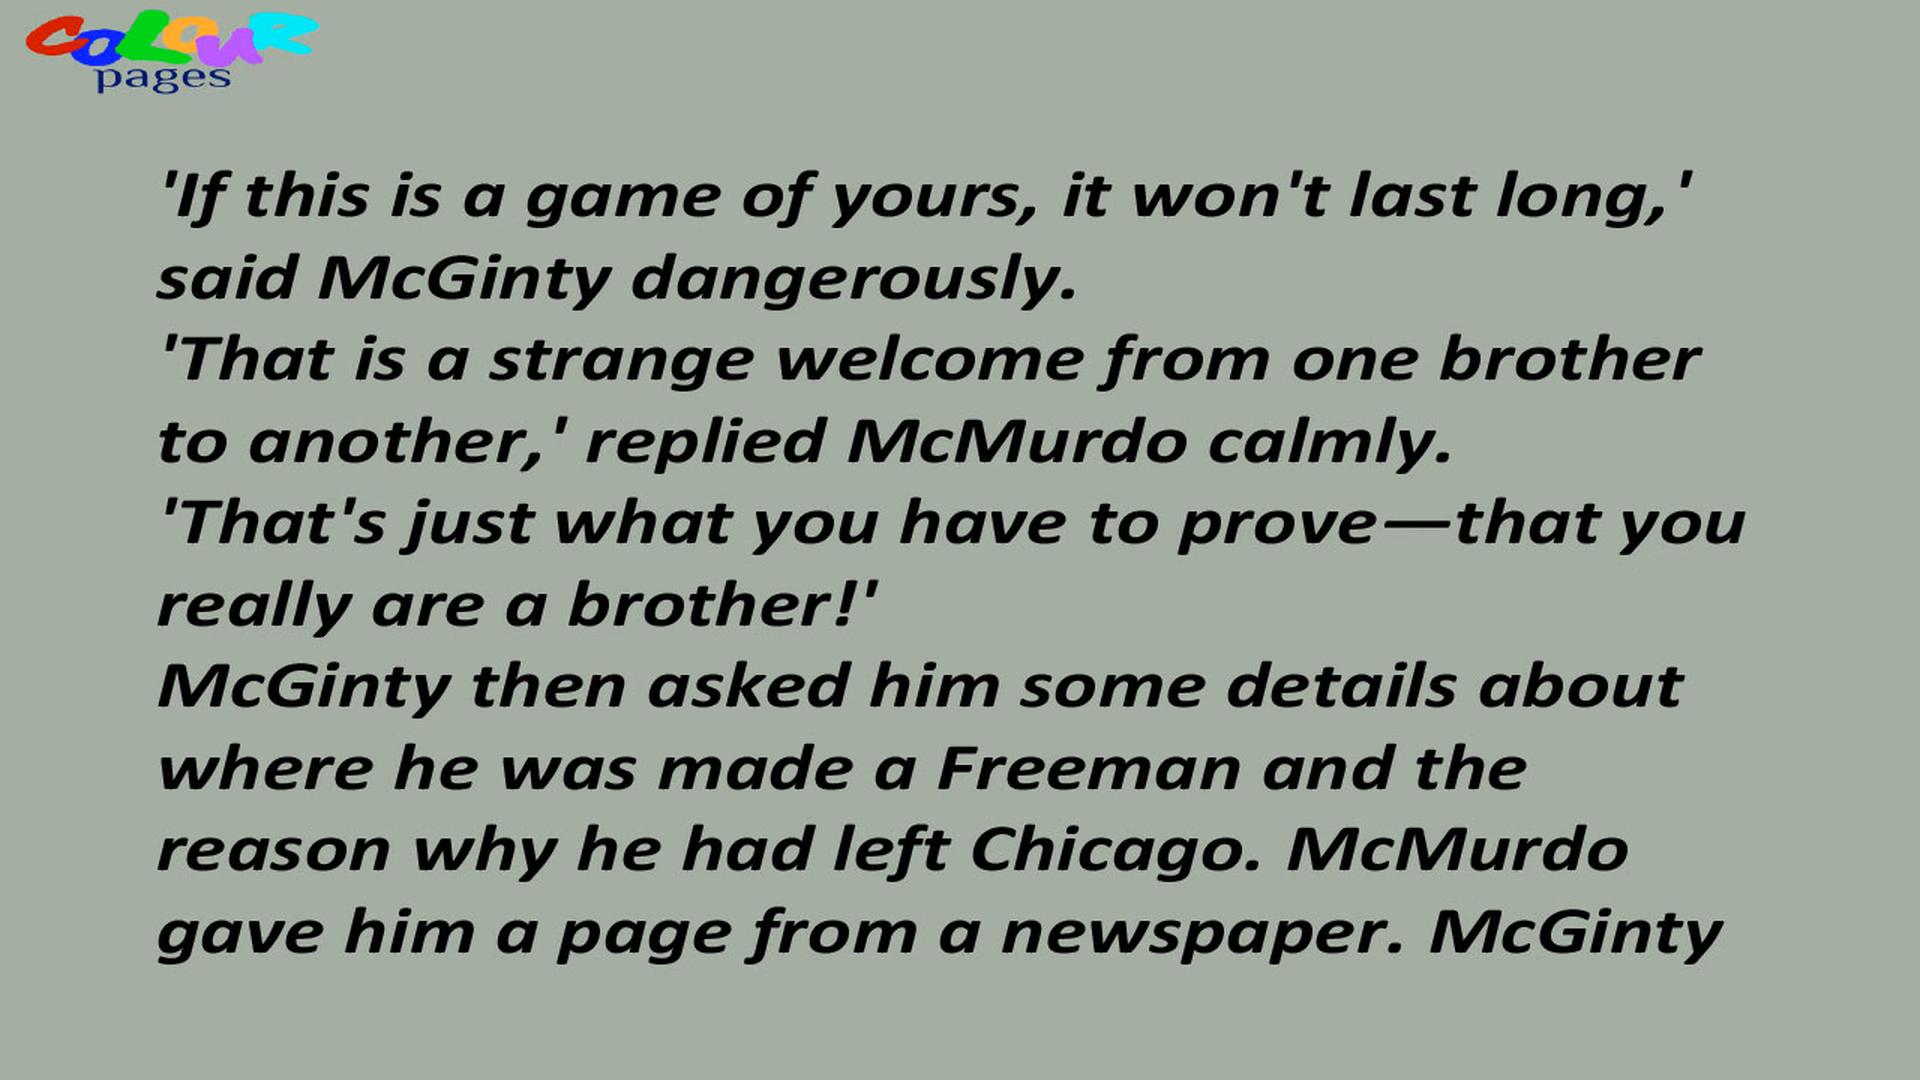 COLOUR
pages
'If this is a game of yours, it won't last long,'
said McGinty dangerously.
'That is a strange welcome from one brother
to another,' replied McMurdo calmly.
'That's just what you have to prove—that you
really are a brother!'
McGinty then asked him some details about
where he was made a Freeman and the
reason why he had left Chicago. McMurdo
gave him a page from a newspaper. McGinty